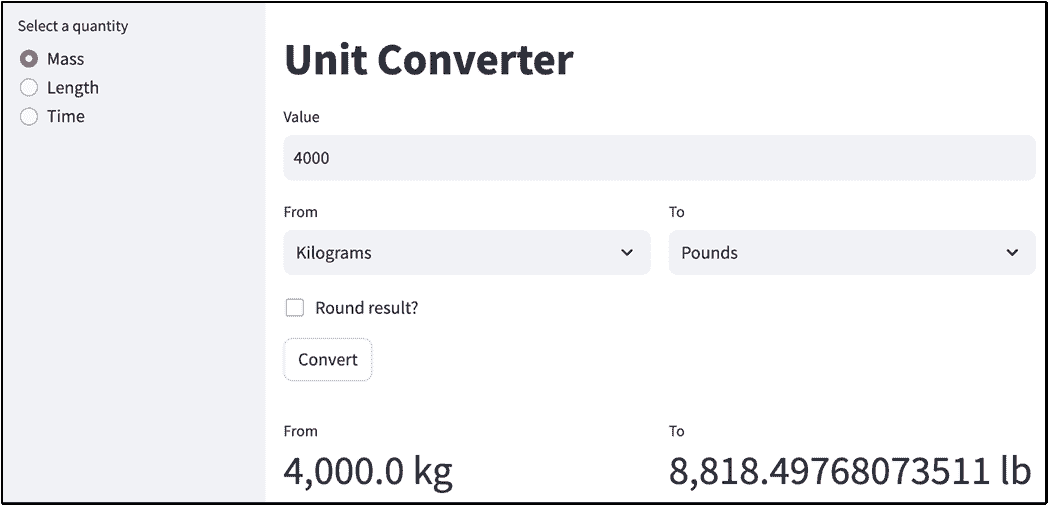 Select a quantity
Mass
Length
Time
Unit Converter
Value
4000
From To
Kilograms Pounds
Round result?
Convert
From To
4,000.0 kg 8,818.49768073511 lb